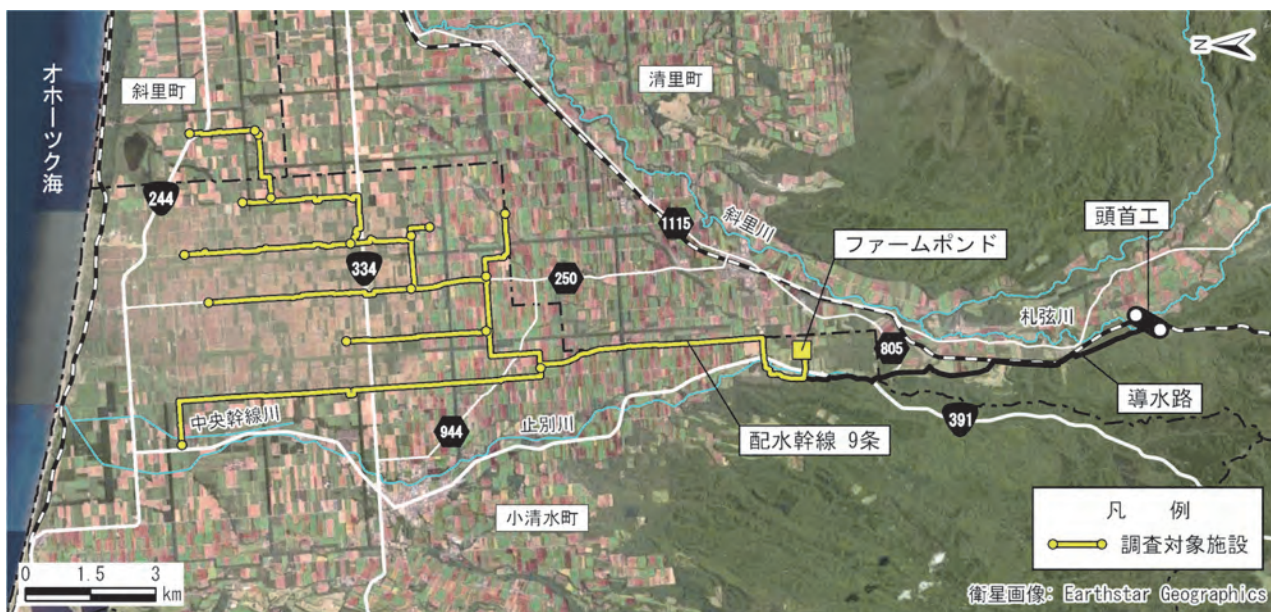 オホーツク海
斜里町
清里町
N
244
334
1115
斜里川
頭首工
ファームポンド
250
札弦川
805
導水路
391
配水幹線 9条
止別川
中央幹線川
944
小清水町
凡 例
調査対象施設
0 1.5 3
km
衛星画像: Earthstar Geographics